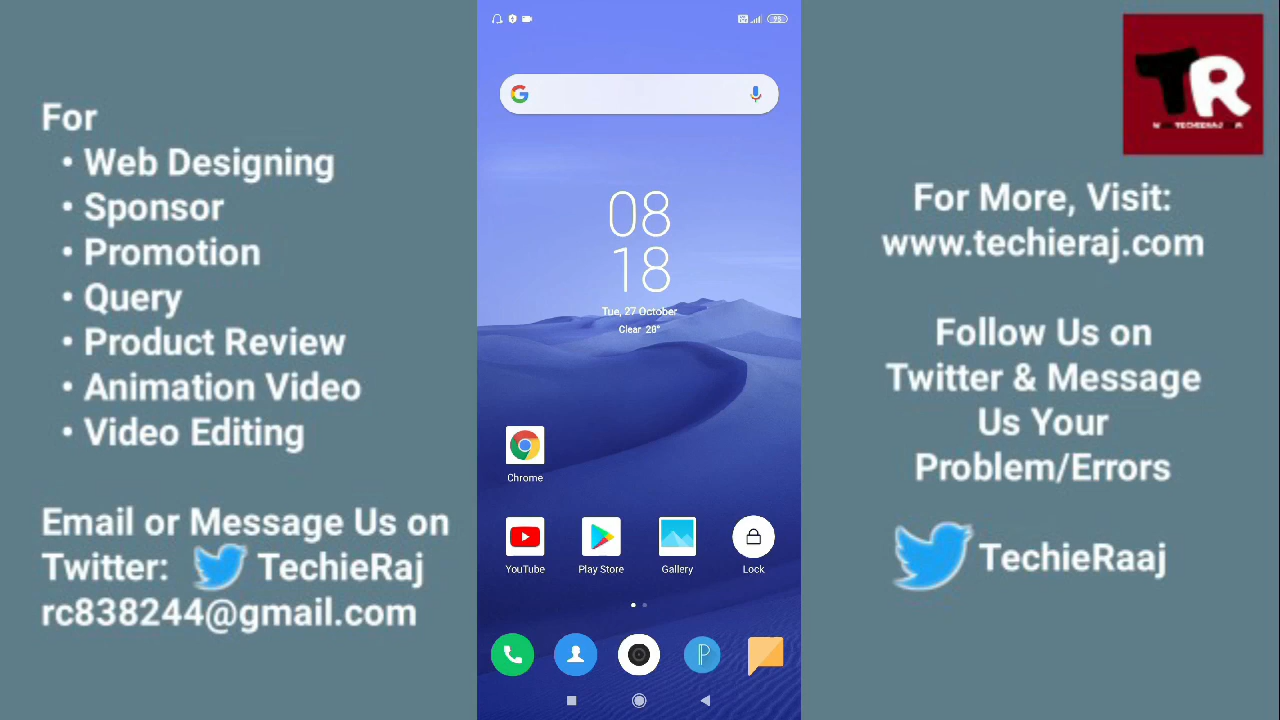 For
• Web Designing
• Sponsor
• Promotion
• Query
• Product Review
• Animation Video
• Video Editing
Email or Message Us on
Twitter: TechieRaj
rc838244@gmail.com
95
08
18
Tue, 27 October
Clear 28°
Chrome
YouTube
Play Store
Gallery
Lock
TR
For More, Visit:
www.techieraj.com
Follow Us on
Twitter & Message
Us Your
Problem/Errors
TechieRaaj